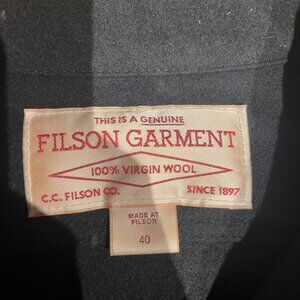 THIS IS A GENUINE
FILSON GARMENT
100% VIRGIN WOOL
C.C. FILSON CO. SINCE 1897
MADE AT
FILSON
40